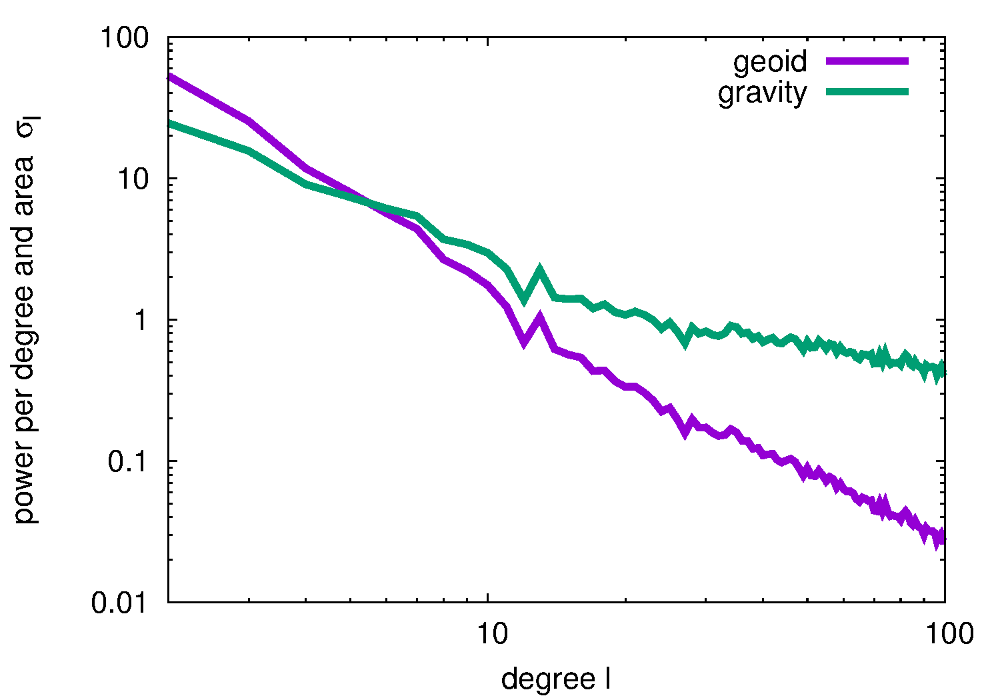 100
10
1
0.1
0.01
power per degree and area σl
geoid
gravity
10
100
degree l